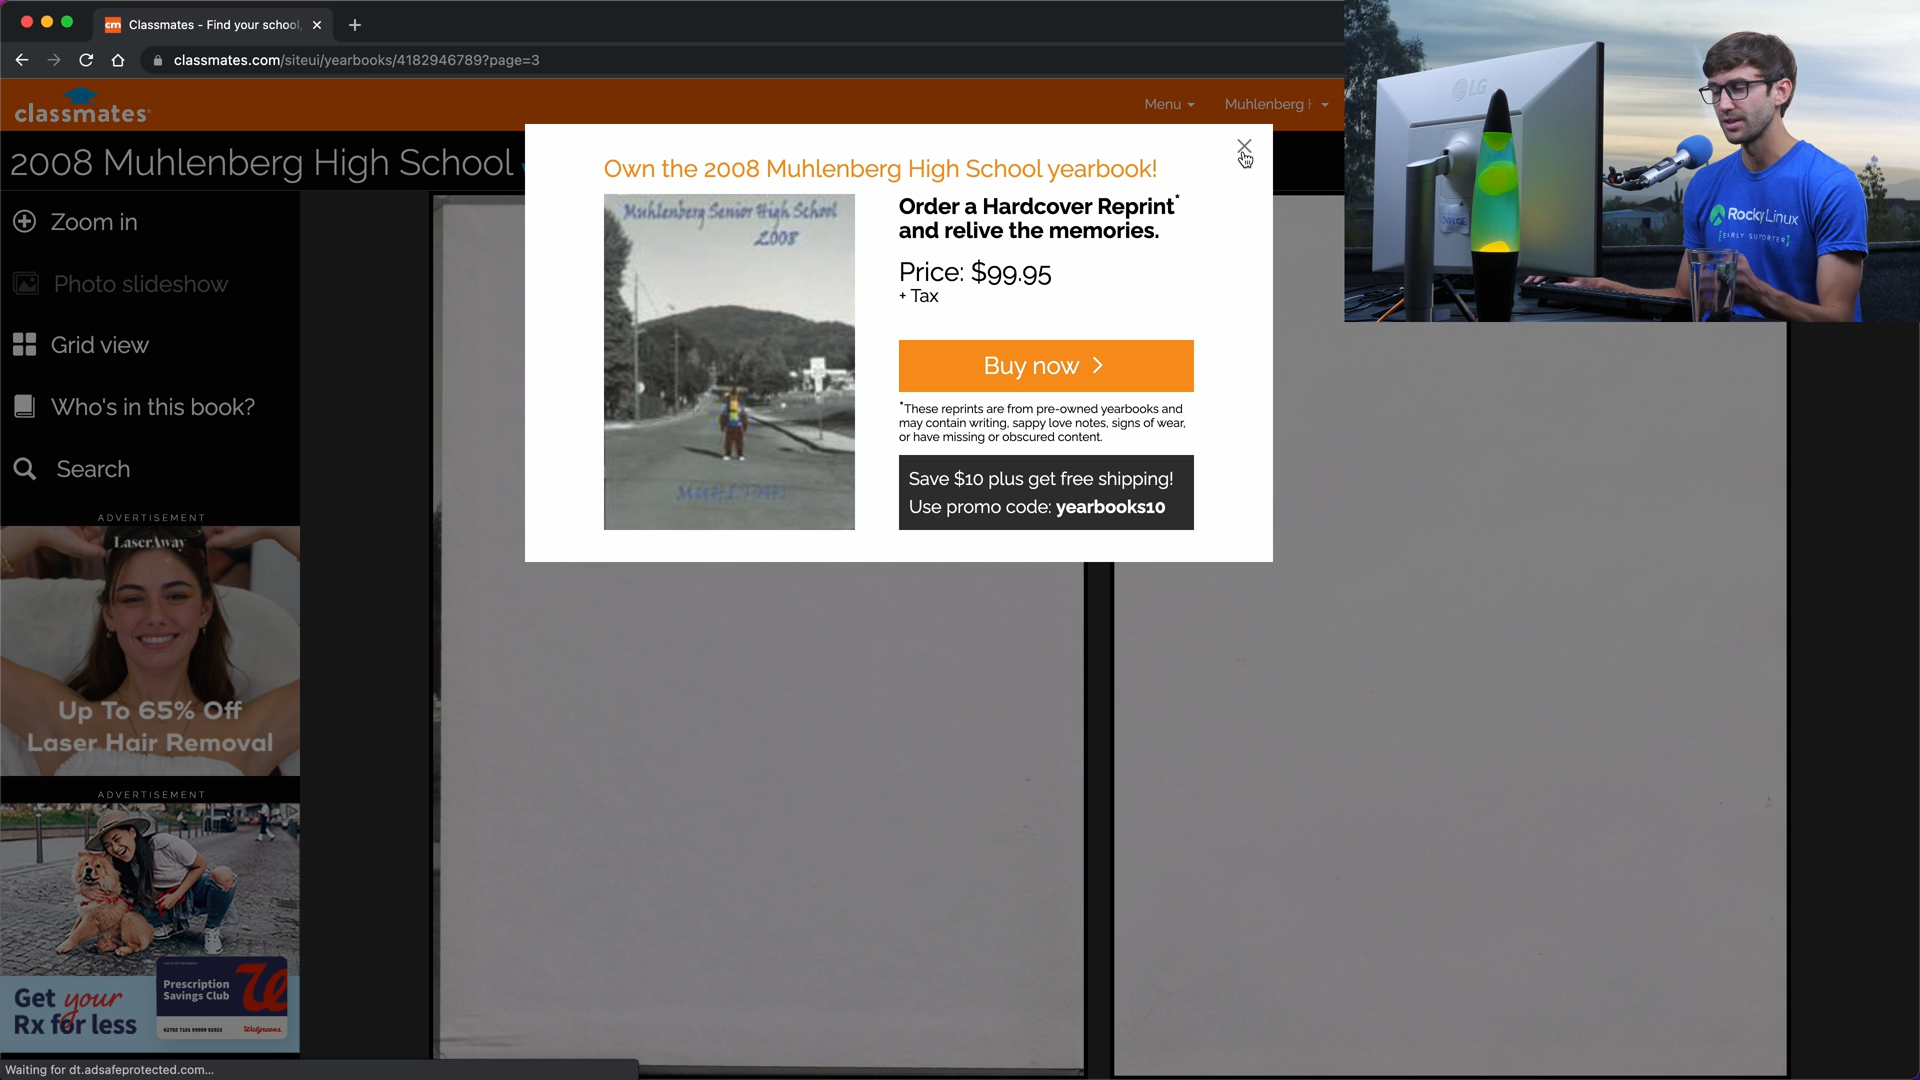 cm Classmates - Find your school,
classmates.com/siteui/yearbooks/4182946789?page=3
classmates
Menu
Muhlenberg H
2008 Muhlenberg High School
Zoom in
Photo slideshow
Grid view
Who's in this book?
Search
ADVERTISEMENT
LaserAway
Up To 65% Off
Laser Hair Removal
ADVERTISEMENT
Get your
Rx for less
Prescription
Savings Club
Walgreens
Waiting for dt.adsafeprotected.com...
Own the 2008 Muhlenberg High School yearbook!
Muhlenberg Senior High School
2008
Order a Hardcover Reprint*
and relive the memories.
Price: $99.95
+ Tax
Buy now
*These reprints are from pre-owned yearbooks and
may contain writing, sappy love notes, signs of wear,
or have missing or obscured content.
Save $10 plus get free shipping!
Use promo code: yearbooks10
LG
Rocky Linux
[EARLY SUPPORTER]